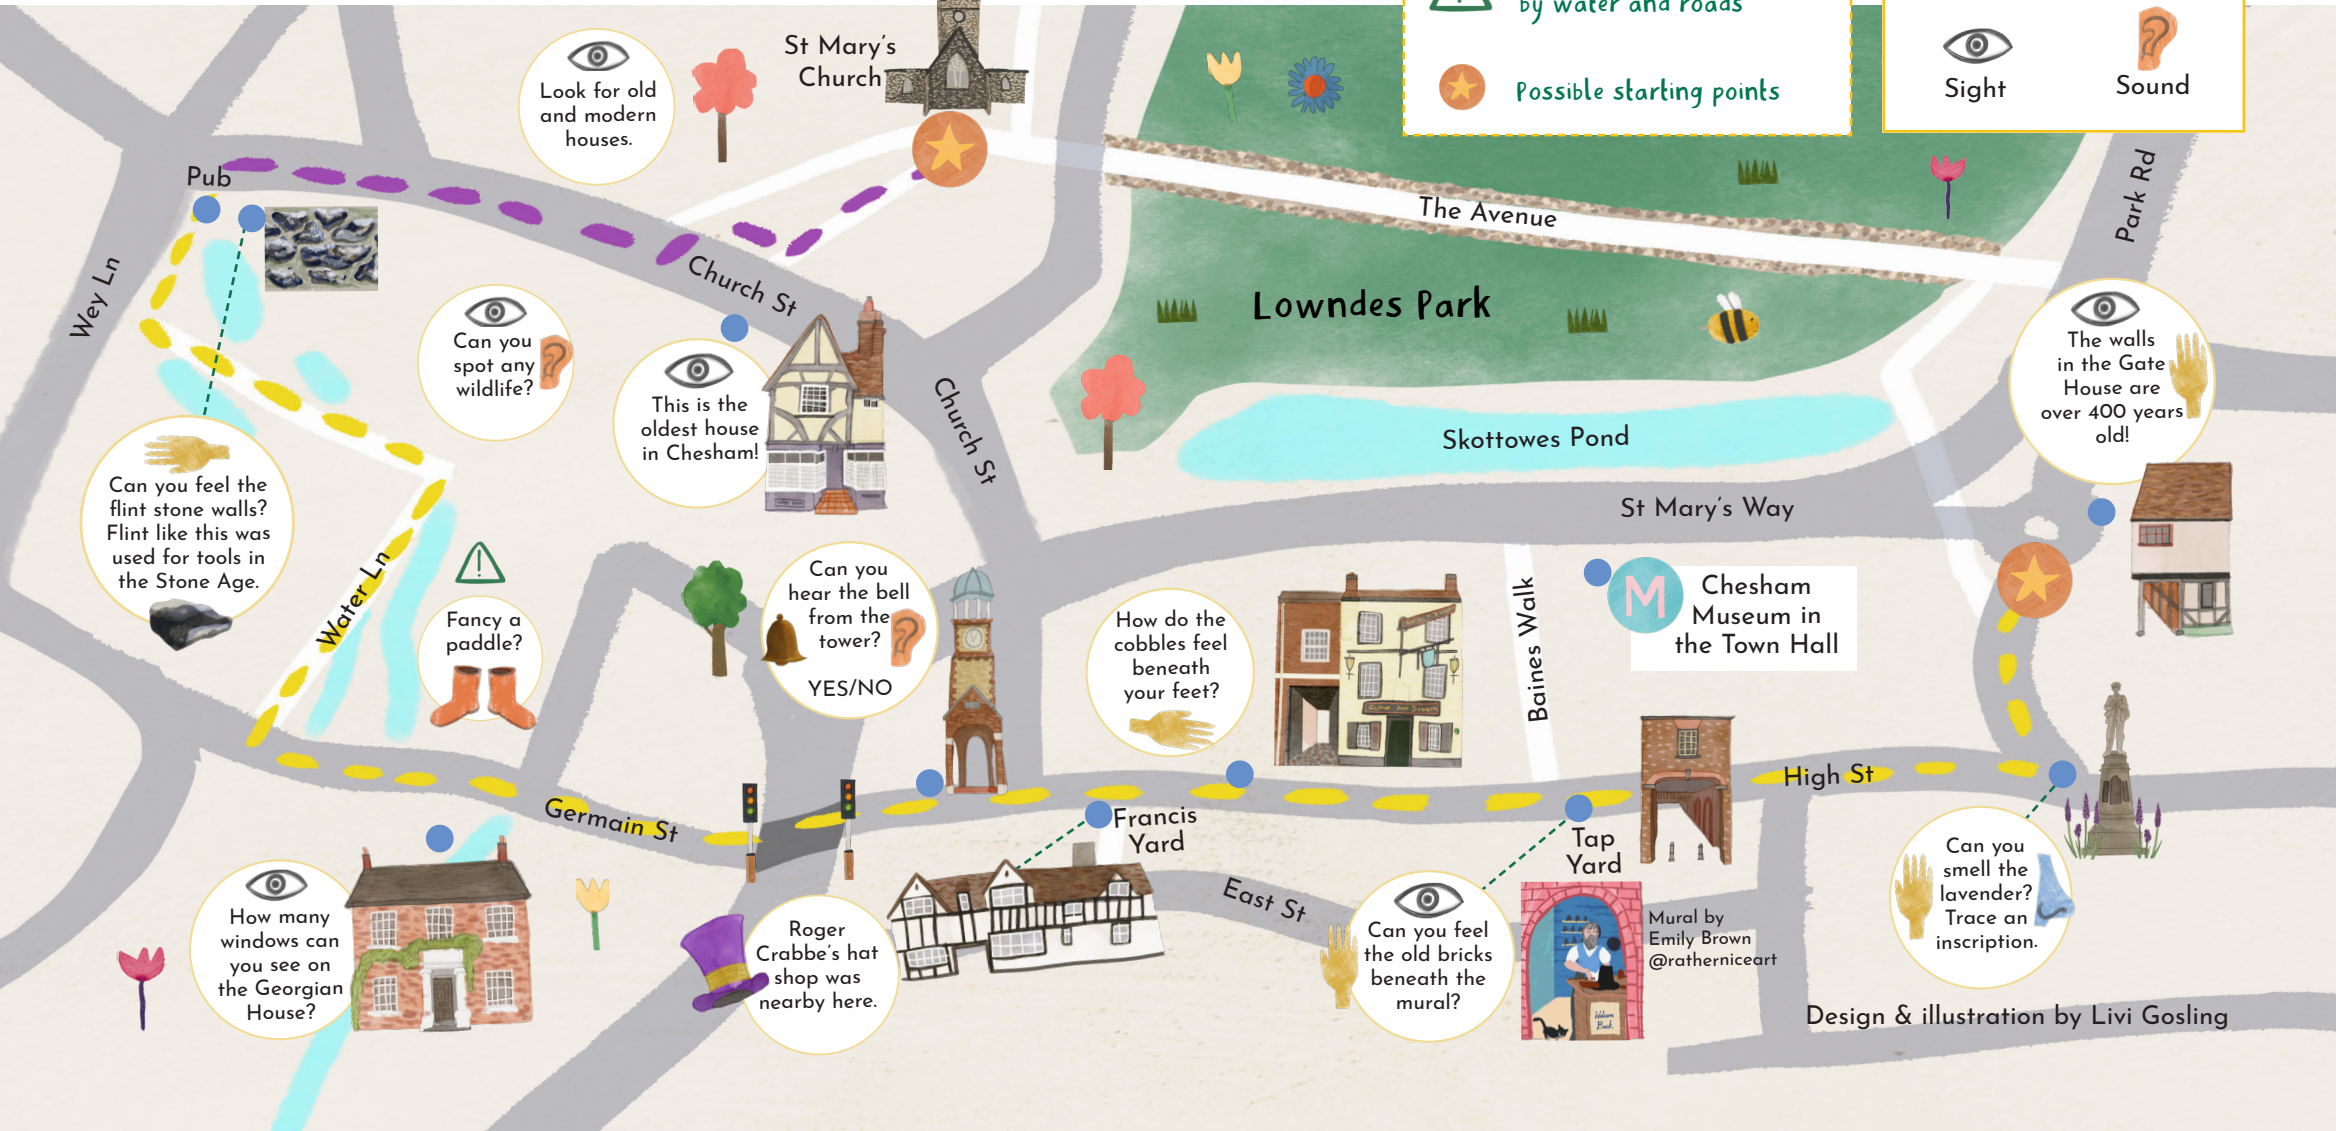 by water and roads
Possible starting points
Sight
Sound
St Mary's
Church
Look for old
and modern
houses.
Pub
Wey Ln
Church St
The Avenue
Park Rd
Lowndes Park
Can you
spot any
wildlife?
This is the
oldest house
in Chesham!
Church St
Skottowes Pond
The walls
in the Gate
House are
over 400 years
old!
St Mary's Way
Can you feel the
flint stone walls?
Flint like this was
used for tools in
the Stone Age.
Water Ln
Fancy a
paddle?
Can you
hear the bell
from the
tower?
YES/NO
How do the
cobbles feel
beneath
your feet?
Baines Walk
M
Chesham
Museum in
the Town Hall
High St
Germain St
Francis
Yard
Tap
Yard
East St
How many
windows can
you see on
the Georgian
House?
Roger
Crabbe's hat
shop was
nearby here.
Can you feel
the old bricks
beneath the
mural?
Welcome
Back
Mural by
Emily Brown
@ratherniceart
Can you
smell the
lavender?
Trace an
inscription.
Design & illustration by Livi Gosling